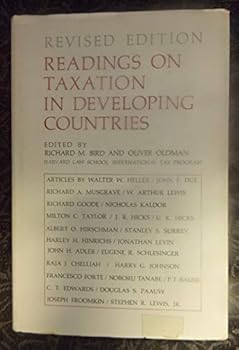 REVISED EDITION
READINGS ON
TAXATION
IN DEVELOPING
COUNTRIES
EDITED BY
RICHARD M. BIRD AND OLIVER OLDMAN
HARVARD LAW SCHOOL INTERNATIONAL TAX PROGRAM
ARTICLES BY WALTER W. HELLER / JOHN F. DUE
RICHARD A. MUSGRAVE / W. ARTHUR LEWIS
RICHARD GOODE / NICHOLAS KALDOR
MILTON C. TAYLOR / J. R. HICKS / U. K. HICKS
ALBERT O. HIRSCHMAN / STANLEY S. SURREY
HARLEY H. HINRICHS / JONATHAN LEVIN
JOHN H. ADLER / EUGENE R. SCHLESINGER
RAJA J. CHELLIAH / HARRY G. JOHNSON
FRANCESCO FORTE / NOBORU TANABE / P. T. BAUER
C. T. EDWARDS / DOUGLAS S. PAAUW
JOSEPH FROOMKIN / STEPHEN R. LEWIS, JR.